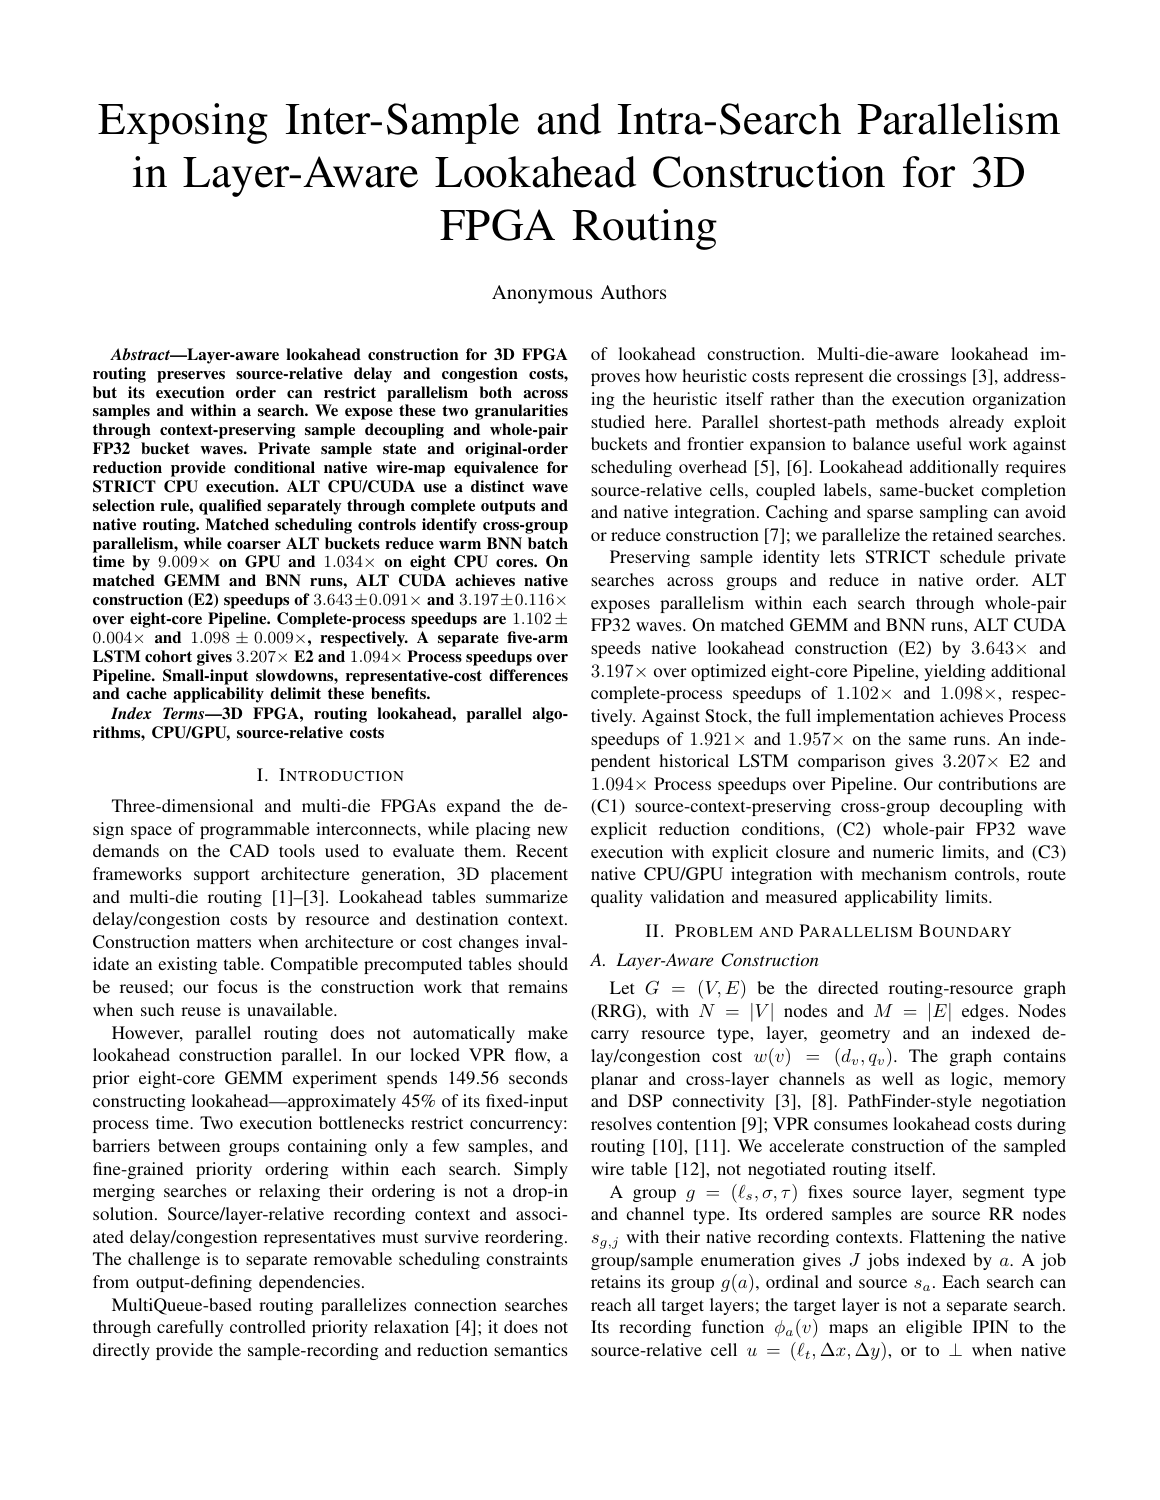 Exposing Inter-Sample and Intra-Search Parallelism
in Layer-Aware Lookahead Construction for 3D
FPGA Routing
Anonymous Authors
Abstract—Layer-aware lookahead construction for 3D FPGA
routing preserves source-relative delay and congestion costs,
but its execution order can restrict parallelism both across
samples and within a search. We expose these two granularities
through context-preserving sample decoupling and whole-pair
FP32 bucket waves. Private sample state and original-order
reduction provide conditional native wire-map equivalence for
STRICT CPU execution. ALT CPU/CUDA use a distinct wave
selection rule, qualified separately through complete outputs and
native routing. Matched scheduling controls identify cross-group
parallelism, while coarser ALT buckets reduce warm BNN batch
time by 9.009× on GPU and 1.034× on eight CPU cores. On
matched GEMM and BNN runs, ALT CUDA achieves native
construction (E2) speedups of 3.643±0.091× and 3.197±0.116×
over eight-core Pipeline. Complete-process speedups are 1.102±
0.004× and 1.098 ± 0.009×, respectively. A separate five-arm
LSTM cohort gives 3.207× E2 and 1.094× Process speedups over
Pipeline. Small-input slowdowns, representative-cost differences
and cache applicability delimit these benefits.
Index Terms—3D FPGA, routing lookahead, parallel algo-
rithms, CPU/GPU, source-relative costs
I. INTRODUCTION
Three-dimensional and multi-die FPGAs expand the de-
sign space of programmable interconnects, while placing new
demands on the CAD tools used to evaluate them. Recent
frameworks support architecture generation, 3D placement
and multi-die routing [1]–[3]. Lookahead tables summarize
delay/congestion costs by resource and destination context.
Construction matters when architecture or cost changes inval-
idate an existing table. Compatible precomputed tables should
be reused; our focus is the construction work that remains
when such reuse is unavailable.
However, parallel routing does not automatically make
lookahead construction parallel. In our locked VPR flow, a
prior eight-core GEMM experiment spends 149.56 seconds
constructing lookahead—approximately 45% of its fixed-input
process time. Two execution bottlenecks restrict concurrency:
barriers between groups containing only a few samples, and
fine-grained priority ordering within each search. Simply
merging searches or relaxing their ordering is not a drop-in
solution. Source/layer-relative recording context and associ-
ated delay/congestion representatives must survive reordering.
The challenge is to separate removable scheduling constraints
from output-defining dependencies.
MultiQueue-based routing parallelizes connection searches
through carefully controlled priority relaxation [4]; it does not
directly provide the sample-recording and reduction semantics
of lookahead construction. Multi-die-aware lookahead im-
proves how heuristic costs represent die crossings [3], address-
ing the heuristic itself rather than the execution organization
studied here. Parallel shortest-path methods already exploit
buckets and frontier expansion to balance useful work against
scheduling overhead [5], [6]. Lookahead additionally requires
source-relative cells, coupled labels, same-bucket completion
and native integration. Caching and sparse sampling can avoid
or reduce construction [7]; we parallelize the retained searches.
Preserving sample identity lets STRICT schedule private
searches across groups and reduce in native order. ALT
exposes parallelism within each search through whole-pair
FP32 waves. On matched GEMM and BNN runs, ALT CUDA
speeds native lookahead construction (E2) by 3.643× and
3.197× over optimized eight-core Pipeline, yielding additional
complete-process speedups of 1.102× and 1.098×, respec-
tively. Against Stock, the full implementation achieves Process
speedups of 1.921× and 1.957× on the same runs. An inde-
pendent historical LSTM comparison gives 3.207× E2 and
1.094× Process speedups over Pipeline. Our contributions are
(C1) source-context-preserving cross-group decoupling with
explicit reduction conditions, (C2) whole-pair FP32 wave
execution with explicit closure and numeric limits, and (C3)
native CPU/GPU integration with mechanism controls, route
quality validation and measured applicability limits.
II. PROBLEM AND PARALLELISM BOUNDARY
A. Layer-Aware Construction
Let G = (V, E) be the directed routing-resource graph
(RRG), with N = |V| nodes and M = |E| edges. Nodes
carry resource type, layer, geometry and an indexed de-
lay/congestion cost w(v) = (d_v, q_v). The graph contains
planar and cross-layer channels as well as logic, memory
and DSP connectivity [3], [8]. PathFinder-style negotiation
resolves contention [9]; VPR consumes lookahead costs during
routing [10], [11]. We accelerate construction of the sampled
wire table [12], not negotiated routing itself.
A group g = (ℓ_s, σ, τ) fixes source layer, segment type
and channel type. Its ordered samples are source RR nodes
s_{g,j} with their native recording contexts. Flattening the native
group/sample enumeration gives J jobs indexed by a. A job
retains its group g(a), ordinal and source s_a. Each search can
reach all target layers; the target layer is not a separate search.
Its recording function ϕ_a(v) maps an eligible IPIN to the
source-relative cell u = (ℓ_t, Δx, Δy), or to ⊥ when native